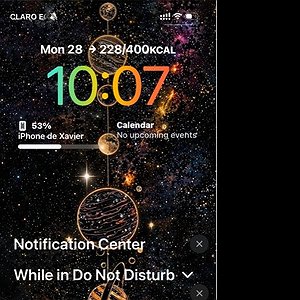 CLARO E
Mon 28 → 228/400KCAL
10:07
53%
iPhone de Xavier
Calendar
No upcoming events
Notification Center
While in Do Not Disturb